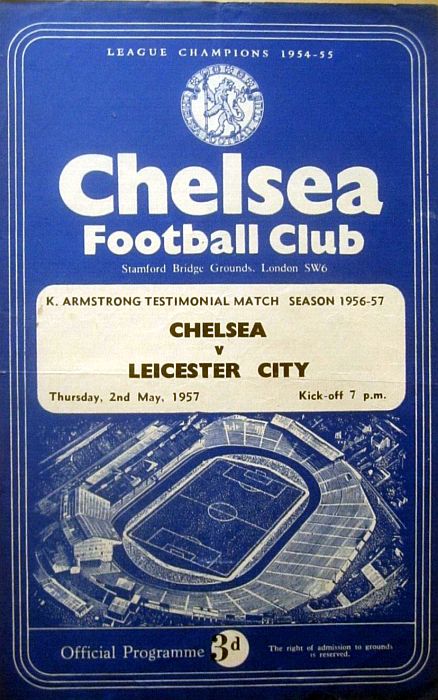 LEAGUE CHAMPIONS 1954-55
Chelsea
Football Club
Stamford Bridge Grounds, London SW6
K. ARMSTRONG TESTIMONIAL MATCH SEASON 1956-57
CHELSEA
v
LEICESTER CITY
Thursday, 2nd May, 1957 Kick-off 7 p.m.
Official Programme 3d The right of admission to grounds
is reserved.